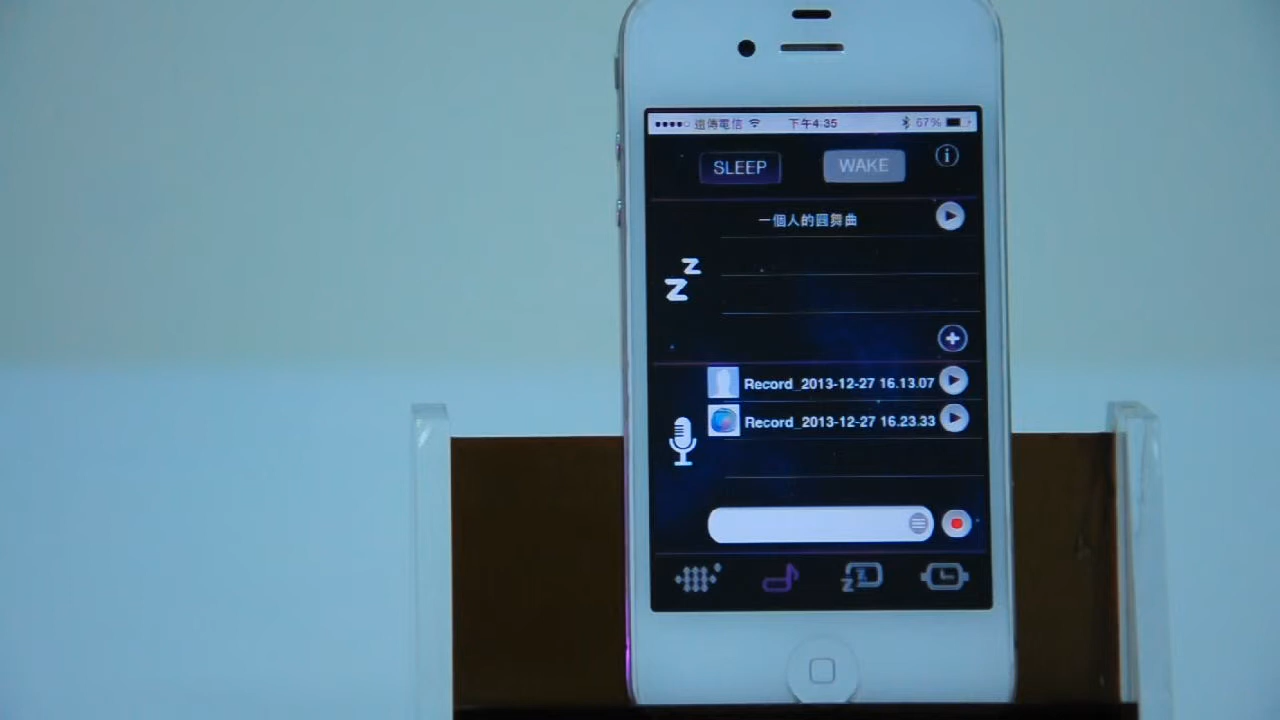 遠傳電信 下午4:35 67%
SLEEP WAKE
一個人的圓舞曲
z
z
Record_2013-12-27 16.13.07
Record_2013-12-27 16.23.33